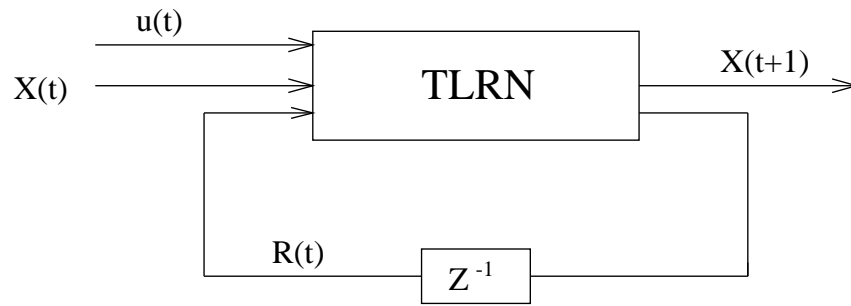 u(t)
X(t)
TLRN
X(t+1)
R(t)
Z⁻¹